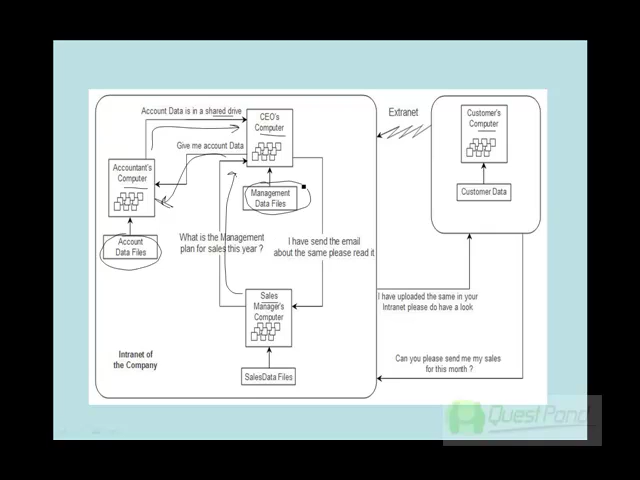 Account Data is in a shared drive
CEO's
Computer
Give me account Data
Accountant's
Computer
Management
Data Files
Account
Data Files
What is the Management
plan for sales this year ?
I have send the email
about the same please read it
Sales
Manager's
Computer
SalesData Files
Intranet of
the Company
Extranet
Customer's
Computer
Customer Data
I have uploaded the same in your
Intranet please do have a look
Can you please send me my sales
for this month ?
QuestPond